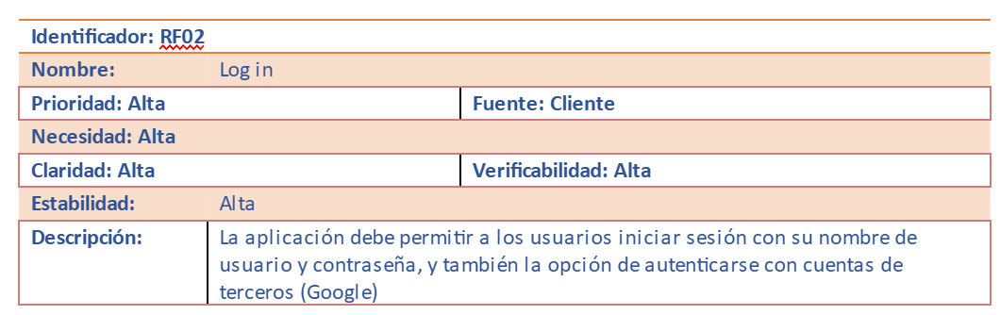 Identificador: RF02
Nombre: Log in
Prioridad: Alta Fuente: Cliente
Necesidad: Alta
Claridad: Alta Verificabilidad: Alta
Estabilidad: Alta
Descripción: La aplicación debe permitir a los usuarios iniciar sesión con su nombre de
usuario y contraseña, y también la opción de autenticarse con cuentas de
terceros (Google)